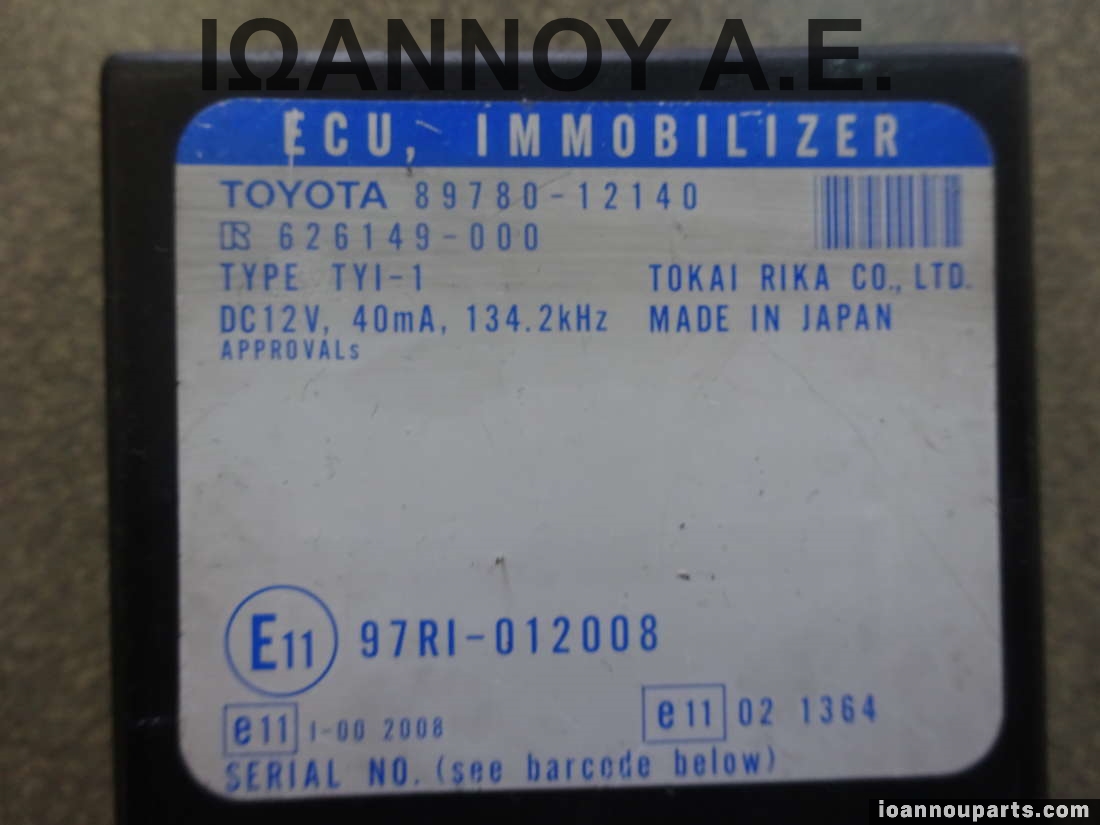 ΙΩΑΝΝΟΥ Α.Ε.
ECU, IMMOBILIZER
TOYOTA 89780-12140
626149-000
TYPE TYI-1 TOKAI RIKA CO., LTD.
DC12V, 40mA, 134.2kHz MADE IN JAPAN
APPROVALs
E11 97RI-012008
e11 1-00 2008 e11 02 1364
SERIAL NO. (see barcode below)
ioannouparts.com